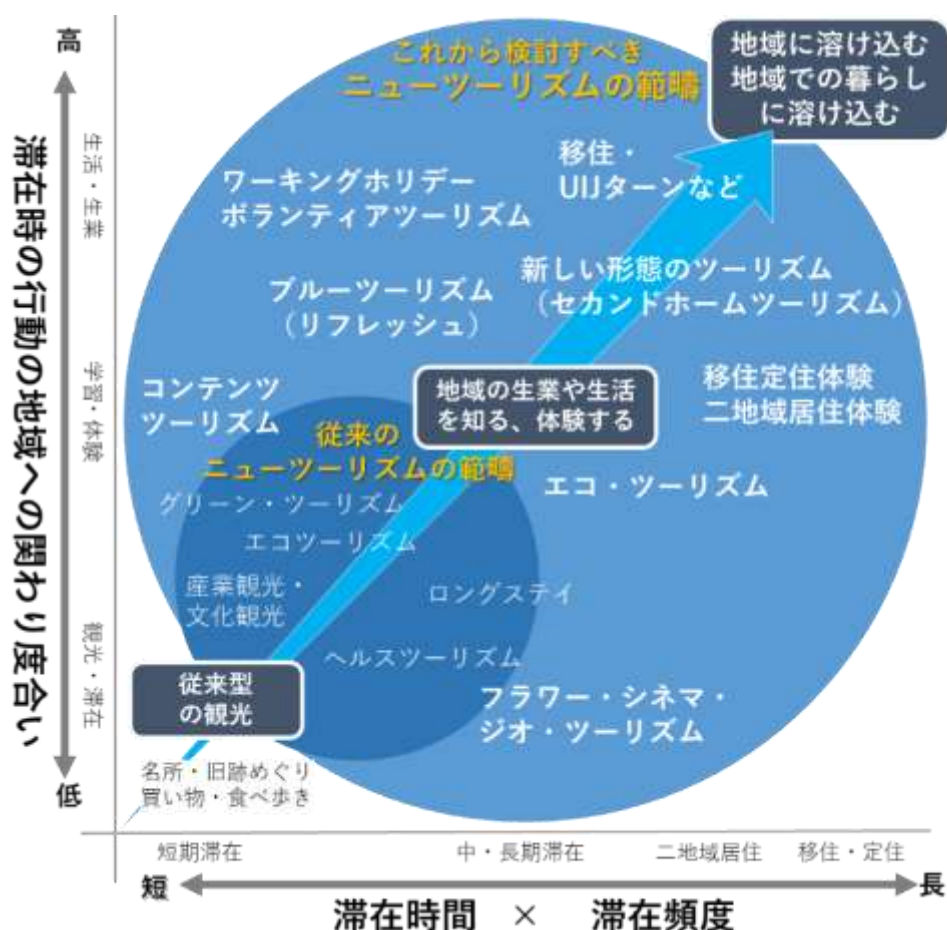 高
滞在時の行動の地域への関わり度合い
低
生活・生業
学習・体験
観光・滞在
これから検討すべき
ニューツーリズムの範疇
地域に溶け込む
地域での暮らし
に溶け込む
移住・
UIJターンなど
ワーキングホリデー
ボランティアツーリズム
新しい形態のツーリズム
（セカンドホームツーリズム）
ブルーツーリズム
（リフレッシュ）
コンテンツ
ツーリズム
地域の生業や生活
を知る、体験する
移住定住体験
二地域居住体験
従来の
ニューツーリズムの範疇
エコ・ツーリズム
グリーン・ツーリズム
エコツーリズム
産業観光・
文化観光
ロングステイ
ヘルスツーリズム
従来型
の観光
フラワー・シネマ・
ジオ・ツーリズム
名所・旧跡めぐり
買い物・食べ歩き
短期滞在
中・長期滞在
二地域居住
移住・定住
短
長
滞在時間 × 滞在頻度